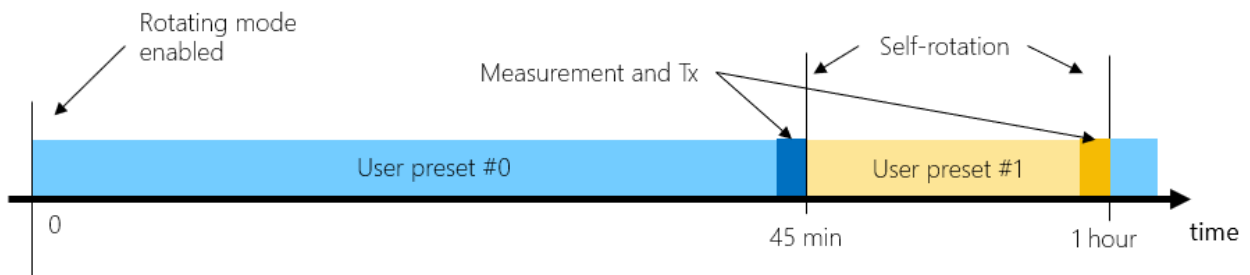 Rotating mode
enabled
Self-rotation
Measurement and Tx
User preset #0
User preset #1
0
45 min
1 hour
time